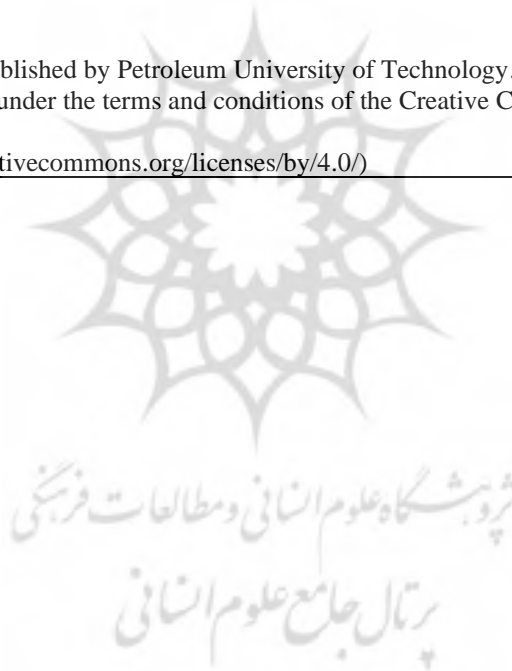 blished by Petroleum University of Technology.
under the terms and conditions of the Creative C
tivecommons.org/licenses/by/4.0/)
پژوهشگاه علوم انسانی و مطالعات فرهنگی
پرتال جامع علوم انسانی